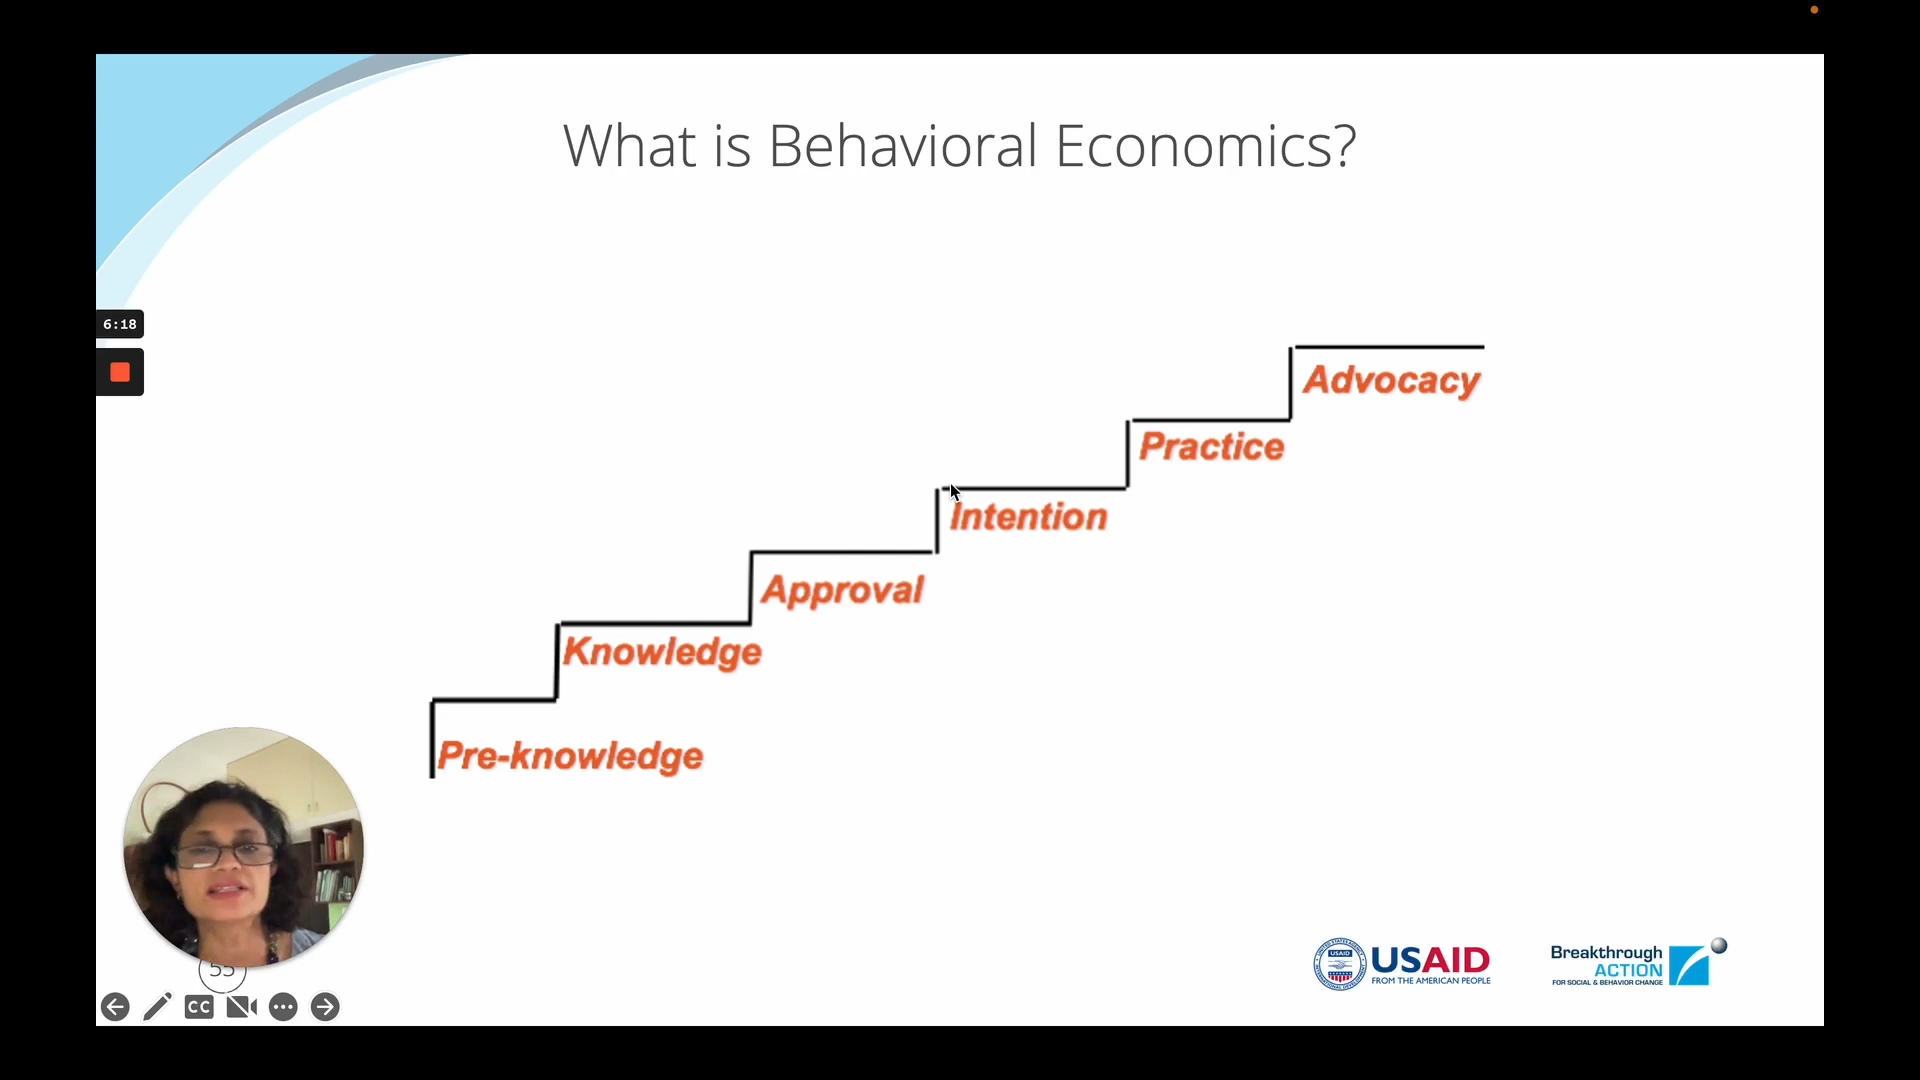 What is Behavioral Economics?
6:18
Advocacy
Practice
Intention
Approval
Knowledge
Pre-knowledge
USAID
USAID
FROM THE AMERICAN PEOPLE
Breakthrough
ACTION
FOR SOCIAL & BEHAVIOR CHANGE
CC